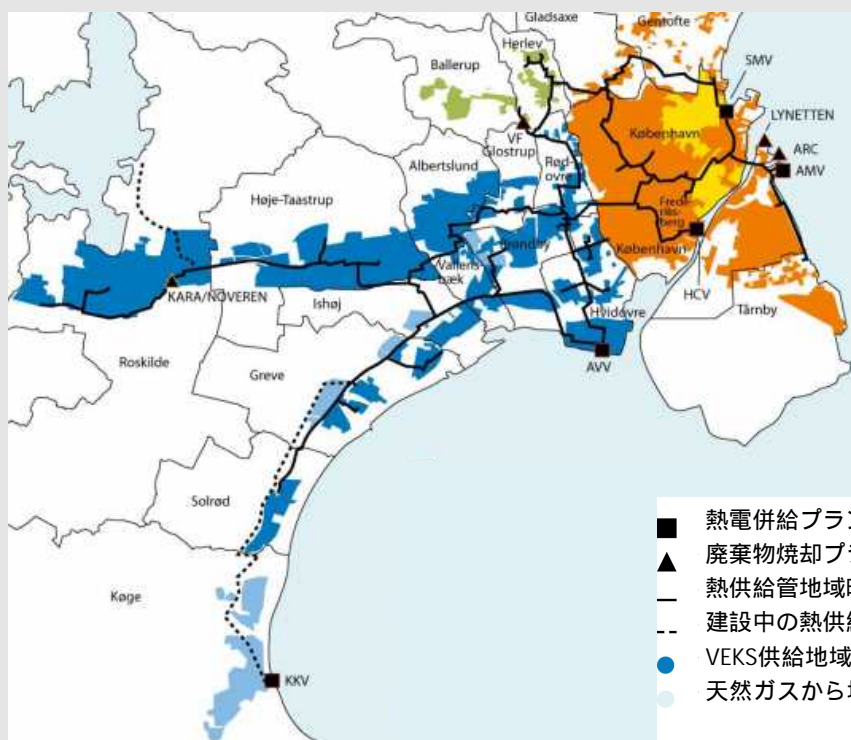 Gladsaxe
Gentofte
Herlev
Ballerup
SMV
LYNETTEN
København
VF
Glostrup
ARC
AMV
Albertslund
Rød-
ovre
Høje-Taastrup
Frede-
riks-
berg
København
Brøndby
Vallens-
bæk
KARA/NOVEREN
Ishøj
HCV
Tårnby
Hvidovre
Roskilde
Greve
AVV
Solrød
Køge
KKV
熱電併給プラン
廃棄物焼却プ
熱供給管地域
建設中の熱供
VEKS供給地域
天然ガスから